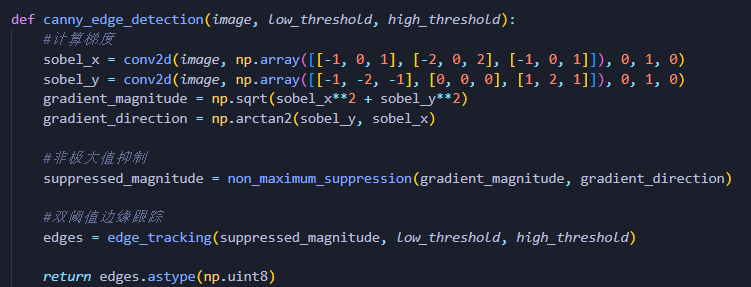 def canny_edge_detection(image, low_threshold, high_threshold):
    #计算梯度
    sobel_x = conv2d(image, np.array([[-1, 0, 1], [-2, 0, 2], [-1, 0, 1]]), 0, 1, 0)
    sobel_y = conv2d(image, np.array([[-1, -2, -1], [0, 0, 0], [1, 2, 1]]), 0, 1, 0)
    gradient_magnitude = np.sqrt(sobel_x**2 + sobel_y**2)
    gradient_direction = np.arctan2(sobel_y, sobel_x)

    #非极大值抑制
    suppressed_magnitude = non_maximum_suppression(gradient_magnitude, gradient_direction)

    #双阈值边缘跟踪
    edges = edge_tracking(suppressed_magnitude, low_threshold, high_threshold)

    return edges.astype(np.uint8)